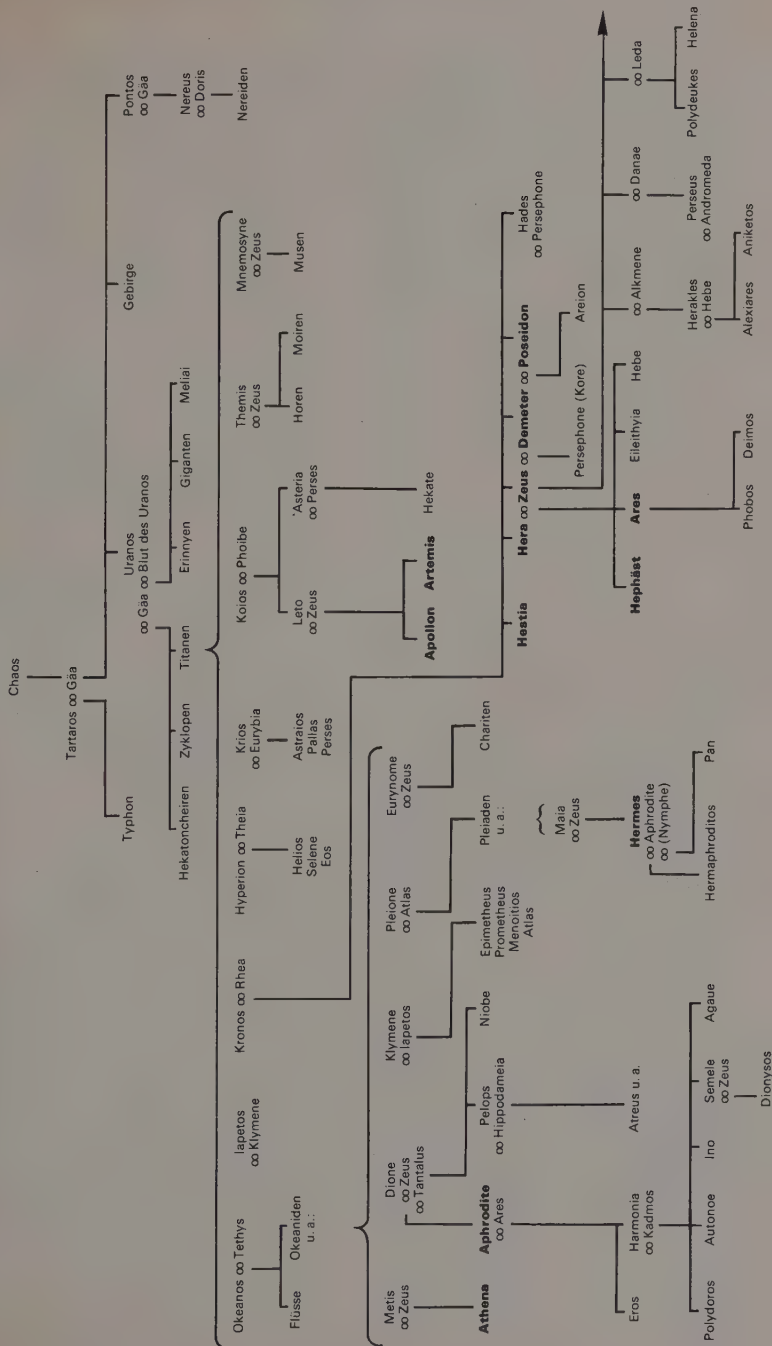 Chaos
Tartaros ∞ Gäa
Typhon
Uranos
∞ Gäa ∞ Blut des Uranos
Gebirge
Pontos
∞ Gäa
Nereus
∞ Doris
Nereiden
Hekatoncheiren Zyklopen Titanen
Erinnyen Giganten Meliai
Okeanos ∞ Tethys
Flüsse Okeaniden
u. a.:
Iapetos
∞ Klymene
Kronos ∞ Rhea
Hyperion ∞ Theia
Helios
Selene
Eos
Krios
∞ Eurybia
Astraios
Pallas
Perses
Koios ∞ Phoibe
Leto
∞ Zeus
Asteria
∞ Perses
Apollon Artemis
Hekate
Themis
∞ Zeus
Horen Moiren
Mnemosyne
∞ Zeus
Musen
Metis
∞ Zeus
Athena
Dione
∞ Zeus
∞ Tantalus
Aphrodite
∞ Ares
Pelops
∞ Hippodameia
Niobe
Klymene
∞ Iapetos
Epimetheus
Prometheus
Menoitios
Atlas
Pleione
∞ Atlas
Pleiaden
u. a.:
Eurynome
∞ Zeus
Chariten
Hestia Hera ∞ Zeus ∞ Demeter ∞ Poseidon
Hades
∞ Persephone
Persephone (Kore) Areion
Eros
Harmonia
∞ Kadmos
Atreus u. a.
Maia
∞ Zeus
Hermes
∞ Aphrodite
∞ (Nymphe)
Hermaphroditos Pan
Hephäst Ares Eileithyia Hebe
Phobos Deimos
∞ Alkmene ∞ Danae ∞ Leda
Herakles
∞ Hebe
Alexiares Aniketos
Perseus
∞ Andromeda
Polydeukes Helena
Polydoros Autonoe Ino
Semele
∞ Zeus
Agaue
Dionysos